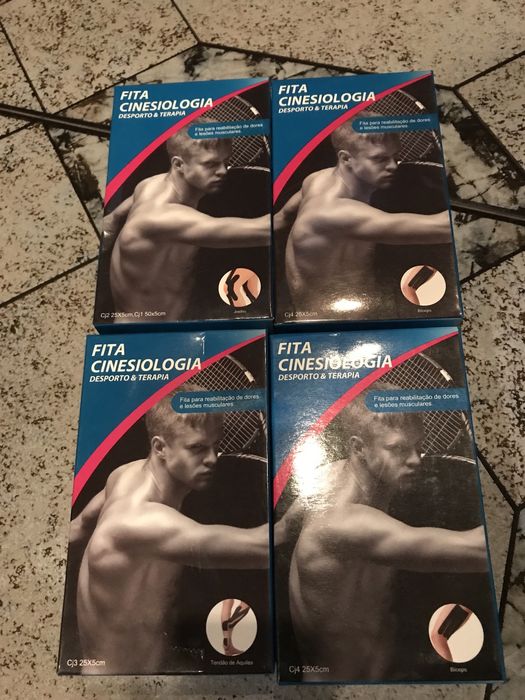 FITA
CINESIOLOGIA
DESPORTO & TERAPIA
Fita para reabilitação de dores
e lesões musculares
Joelho
Cj2 25X5cm,Cj1 50x5cm
FITA
CINESIOLOGIA
DESPORTO & TERAPIA
Fita para reabilitação de dores
e lesões musculares
Cj4 25X5cm
Biceps
FITA
CINESIOLOGIA
DESPORTO & TERAPIA
Fita para reabilitação de dores
e lesões musculares
Cj3 25X5cm
Tendão de Aquiles
FITA
CINESIOLOGIA
DESPORTO & TERAPIA
Fita para reabilitação de dores
e lesões musculares
Cj4 25X5cm
Biceps